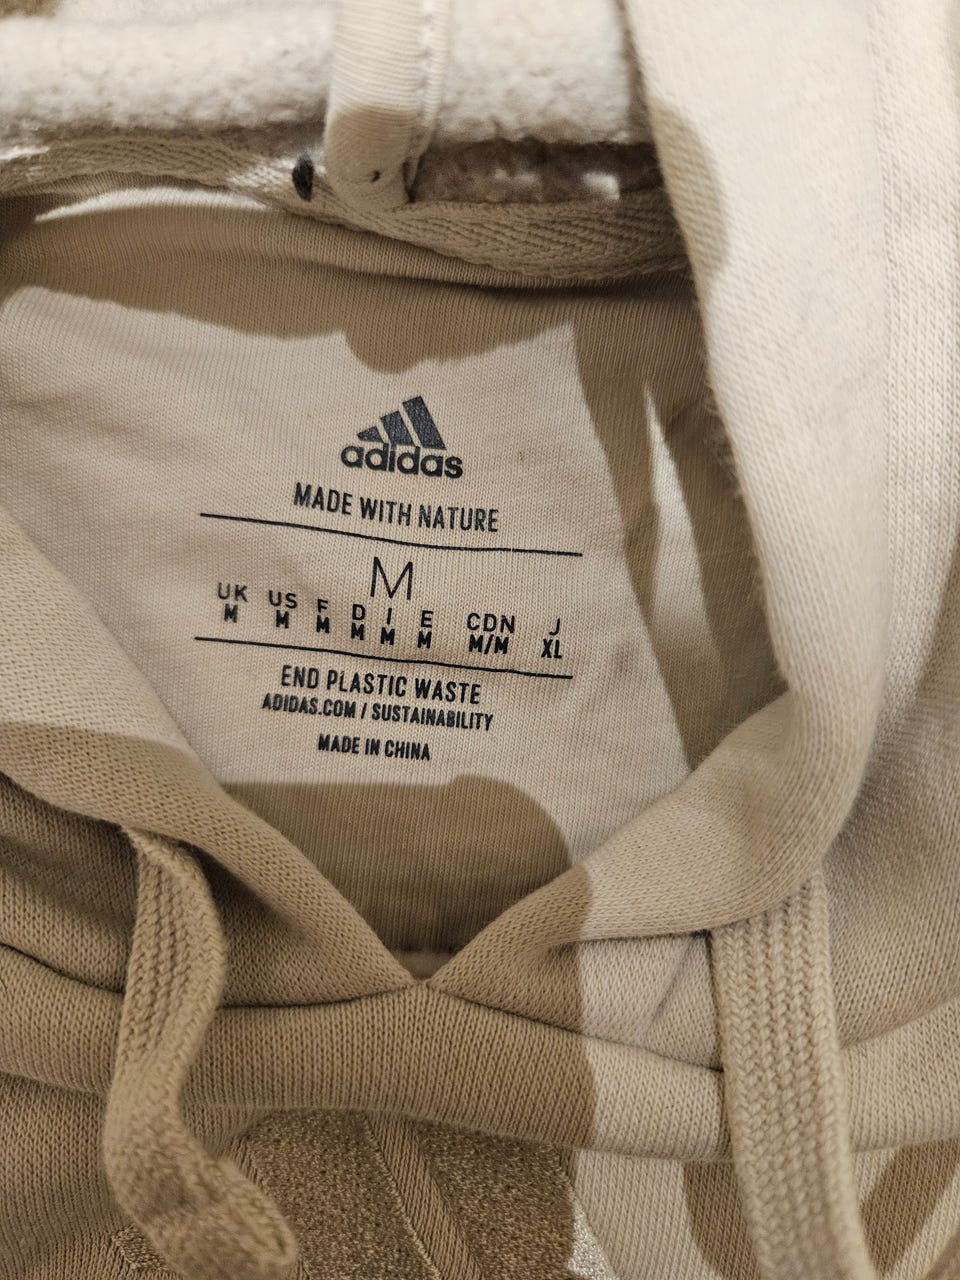 adidas
MADE WITH NATURE
M
UK US F D I E CDN J
M M M M M M M/M XL
END PLASTIC WASTE
ADIDAS.COM / SUSTAINABILITY
MADE IN CHINA